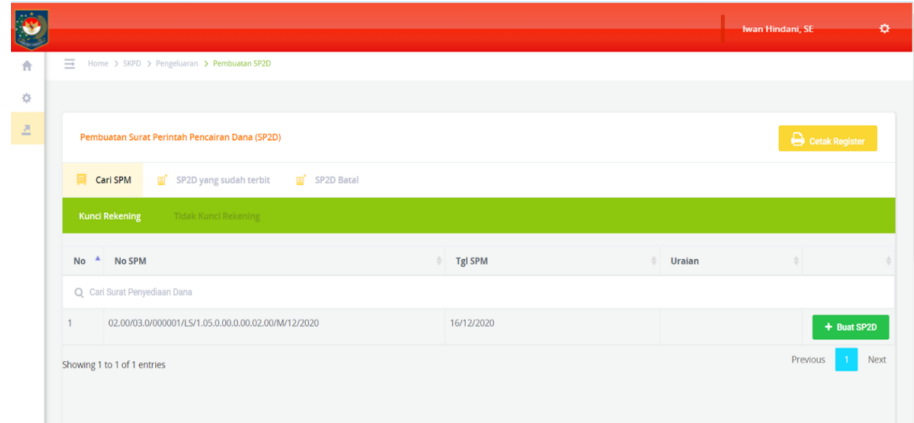 Iwan Hindani, SE
Home > SKPD > Pengeluaran > Pembuatan SP2D
Pembuatan Surat Perintah Pencairan Dana (SP2D)
Cetak Register
Cari SPM SP2D yang sudah terbit SP2D Batal
Kunci Rekening Tidak Kunci Rekening
No No SPM Tgl SPM Uraian
Cari Surat Penyediaan Dana
1 02.00/03.0/000001/LS/1.05.0.00.0.00.02.00/M/12/2020 16/12/2020 + Buat SP2D
Showing 1 to 1 of 1 entries Previous 1 Next